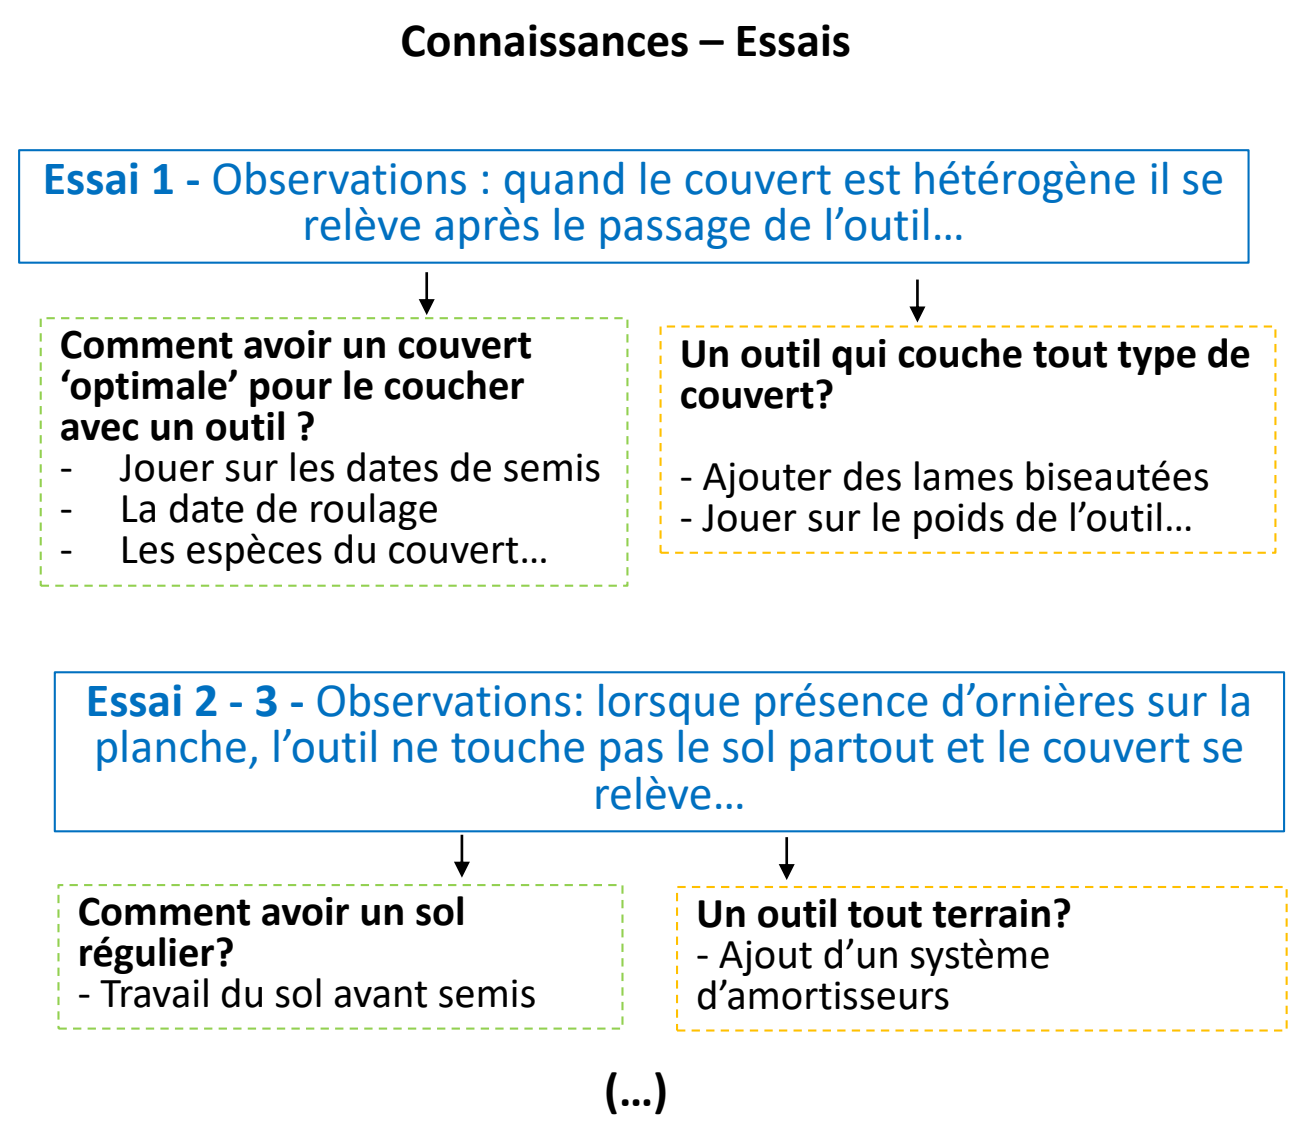 Connaissances – Essais
Essai 1 - Observations : quand le couvert est hétérogène il se
relève après le passage de l’outil…
Comment avoir un couvert
‘optimale’ pour le coucher
avec un outil ?
- Jouer sur les dates de semis
- La date de roulage
- Les espèces du couvert…
Un outil qui couche tout type de
couvert?
- Ajouter des lames biseautées
- Jouer sur le poids de l’outil…
Essai 2 - 3 - Observations: lorsque présence d’ornières sur la
planche, l’outil ne touche pas le sol partout et le couvert se
relève…
Comment avoir un sol
régulier?
- Travail du sol avant semis
Un outil tout terrain?
- Ajout d’un système
d’amortisseurs
(…)